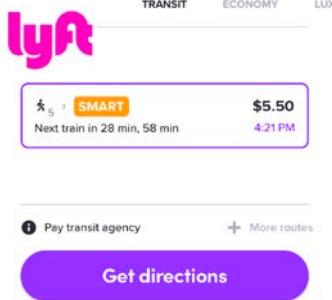 TRANSIT ECONOMY LUX
lyft
5 SMART $5.50
Next train in 28 min, 58 min 4:21 PM
Pay transit agency + More routes
Get directions